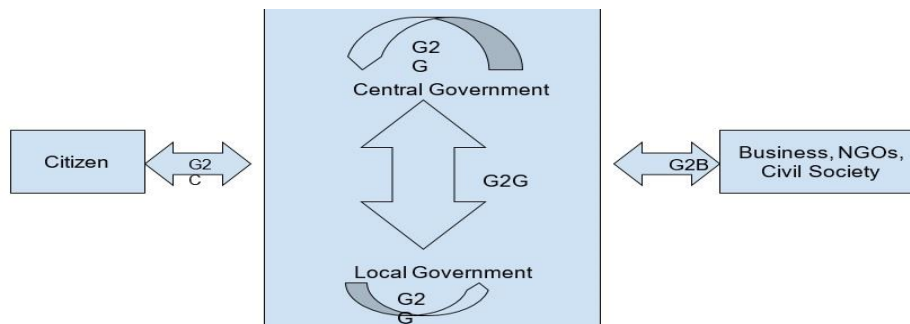 G2
G
Central Government
Citizen
G2
C
G2G
G2B
Business, NGOs,
Civil Society
Local Government
G2
G